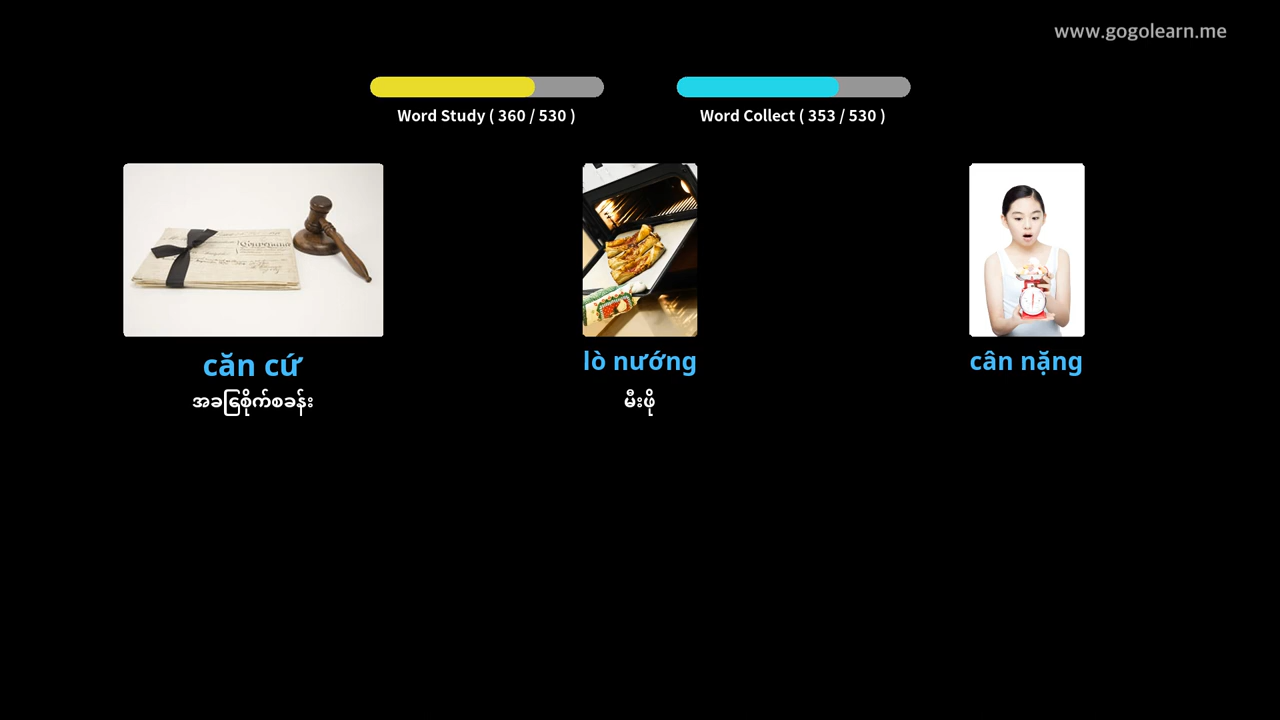 www.gogolearn.me
Word Study ( 360 / 530 )
Word Collect ( 353 / 530 )
căn cứ
lò nướng
cân nặng
အခြေစိုက်စခန်း
မီးဖို